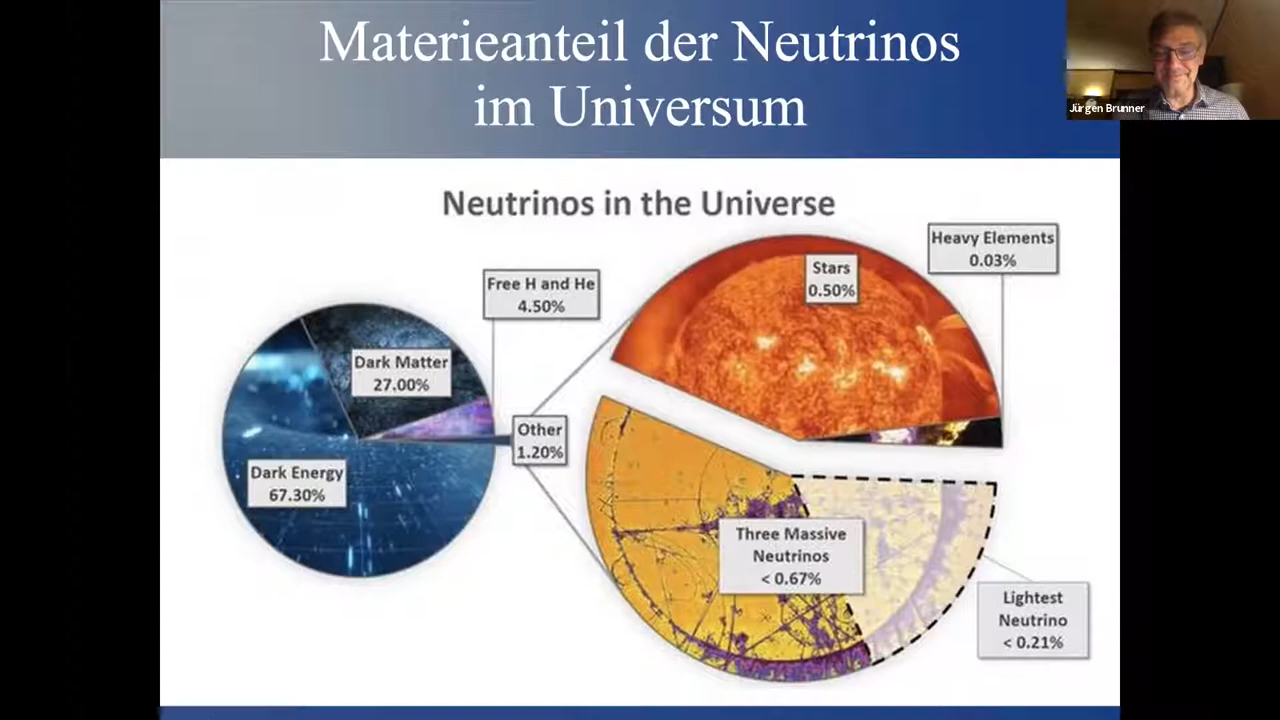 Materieanteil der Neutrinos
im Universum
Jürgen Brunner
Neutrinos in the Universe
Heavy Elements
0.03%
Stars
0.50%
Free H and He
4.50%
Dark Matter
27.00%
Other
1.20%
Dark Energy
67.30%
Three Massive
Neutrinos
< 0.67%
Lightest
Neutrino
< 0.21%